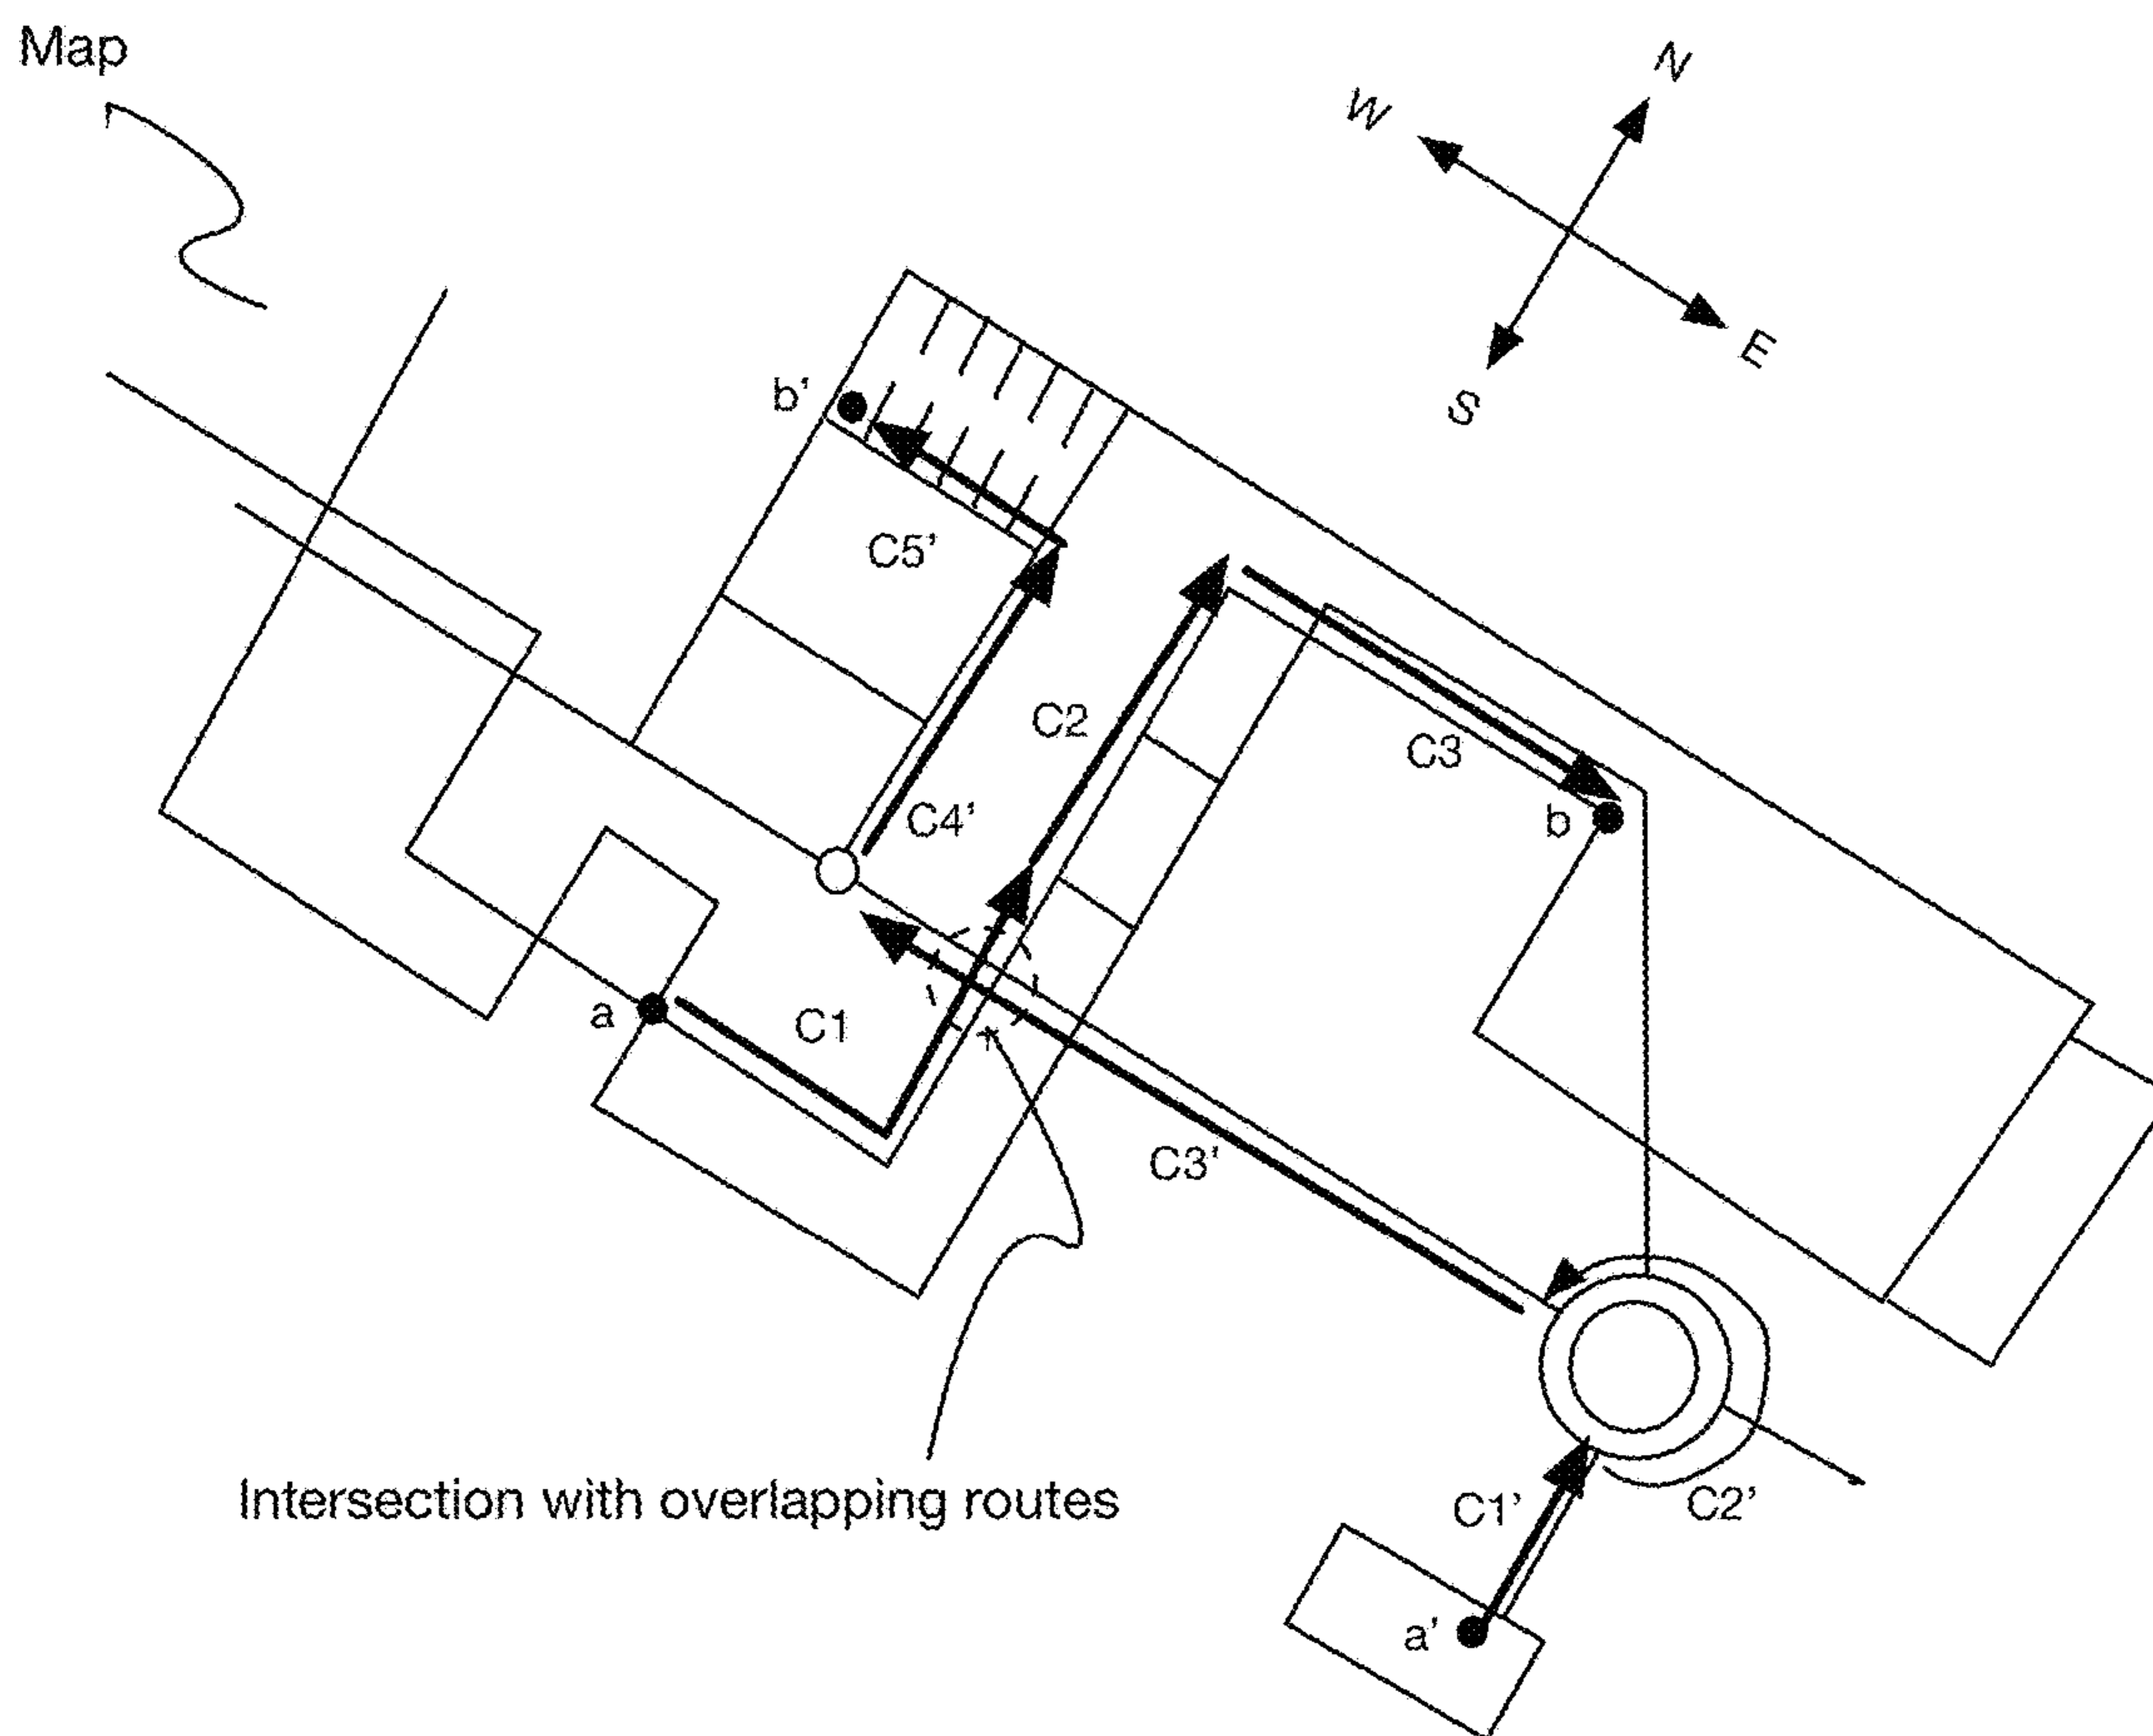 Map
N
W
E
S
b'
C5'
C2
C3
C4'
b
a
C1
C3'
Intersection with overlapping routes
C1'
C2'
a'